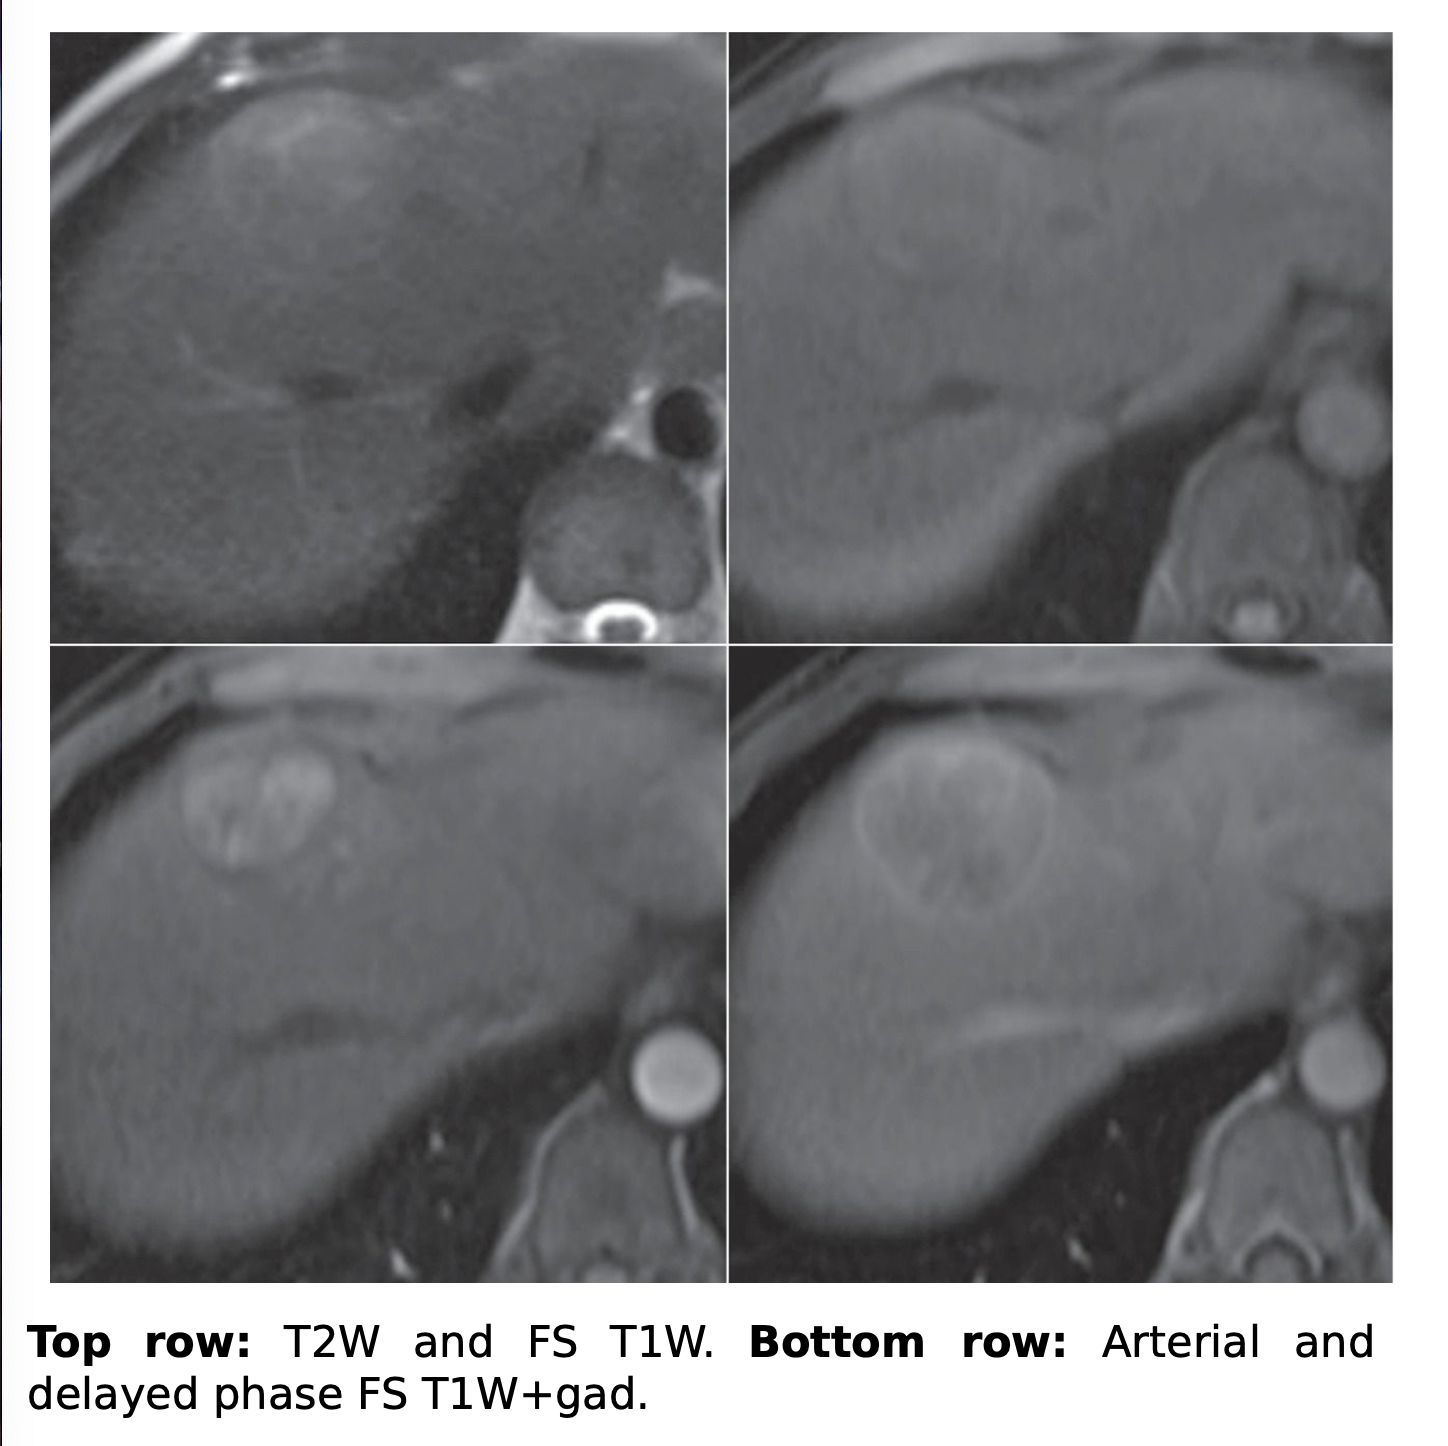 Top row: T2W and FS T1W. Bottom row: Arterial and
delayed phase FS T1W+gad.